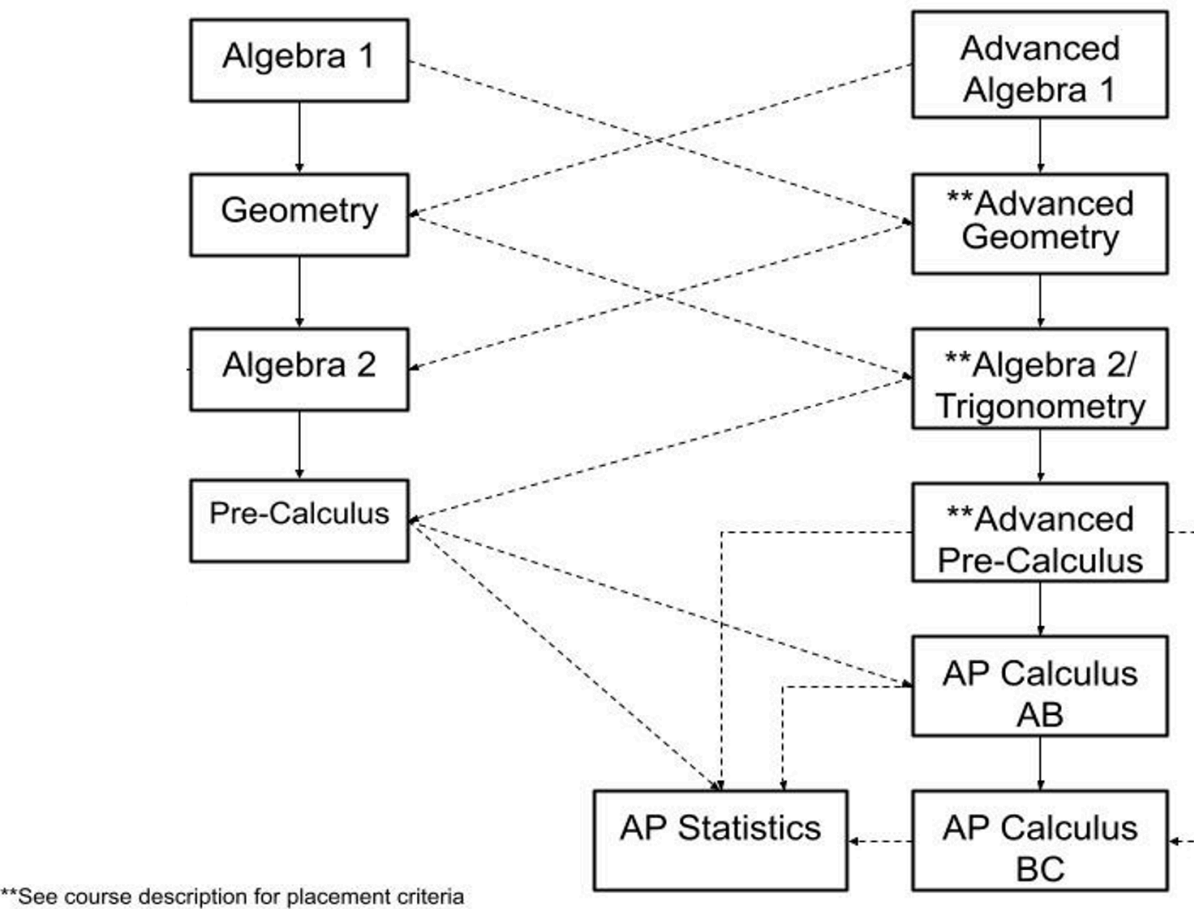 Algebra 1
Advanced
Algebra 1
Geometry
**Advanced
Geometry
Algebra 2
**Algebra 2/
Trigonometry
Pre-Calculus
**Advanced
Pre-Calculus
AP Calculus
AB
AP Statistics
AP Calculus
BC
**See course description for placement criteria